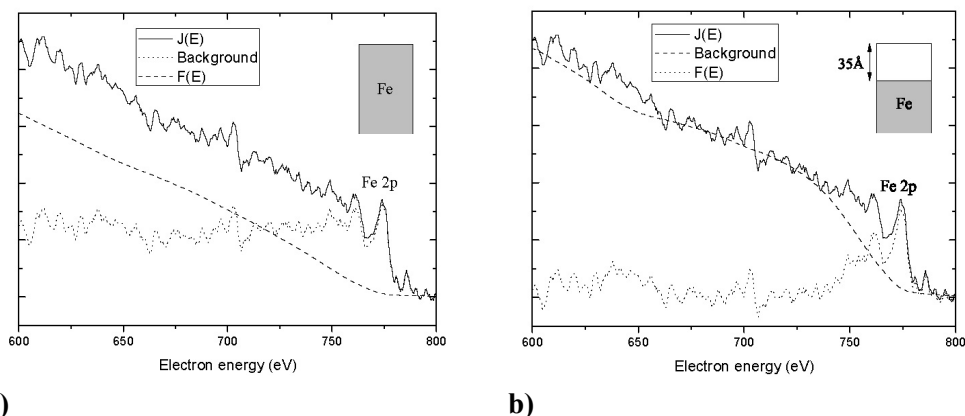 J(E)
Background
F(E)
Fe
Fe 2p
600 650 700 750 800
Electron energy (eV)
)
J(E)
Background
F(E)
35Å
Fe
Fe 2p
600 650 700 750 800
Electron energy (eV)
b)